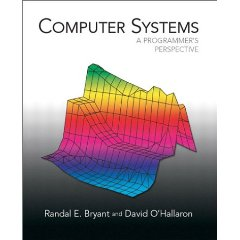 COMPUTER SYSTEMS
A PROGRAMMER'S
PERSPECTIVE
Randal E. Bryant and David O'Hallaron